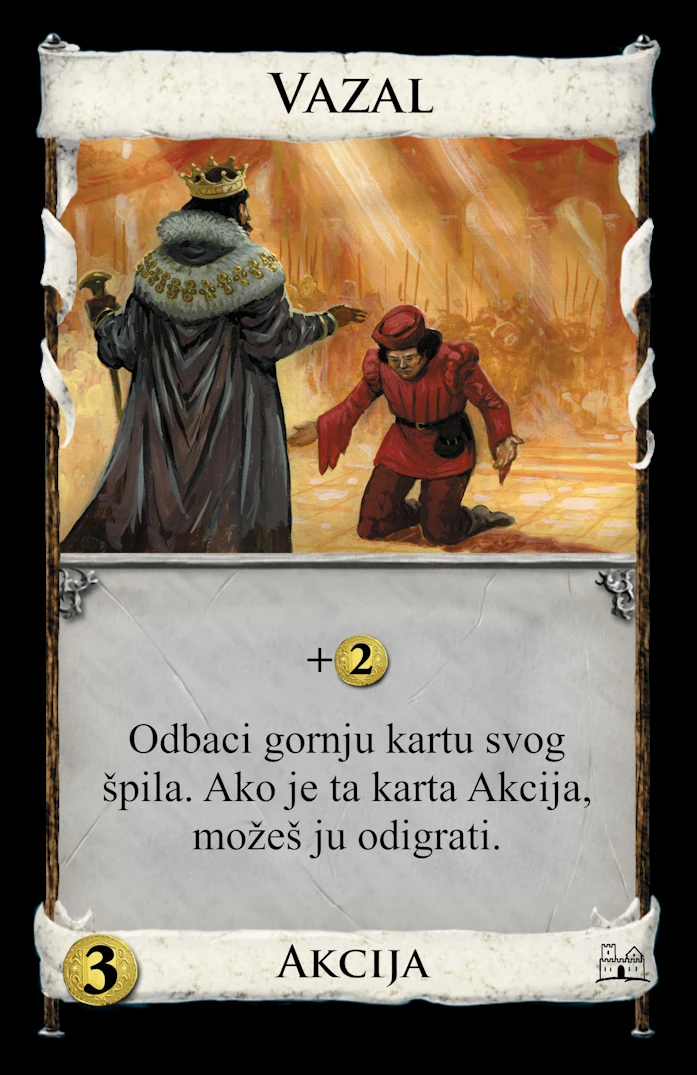 VAZAL
+2
Odbaci gornju kartu svog
špila. Ako je ta karta Akcija,
možeš ju odigrati.
3
AKCIJA